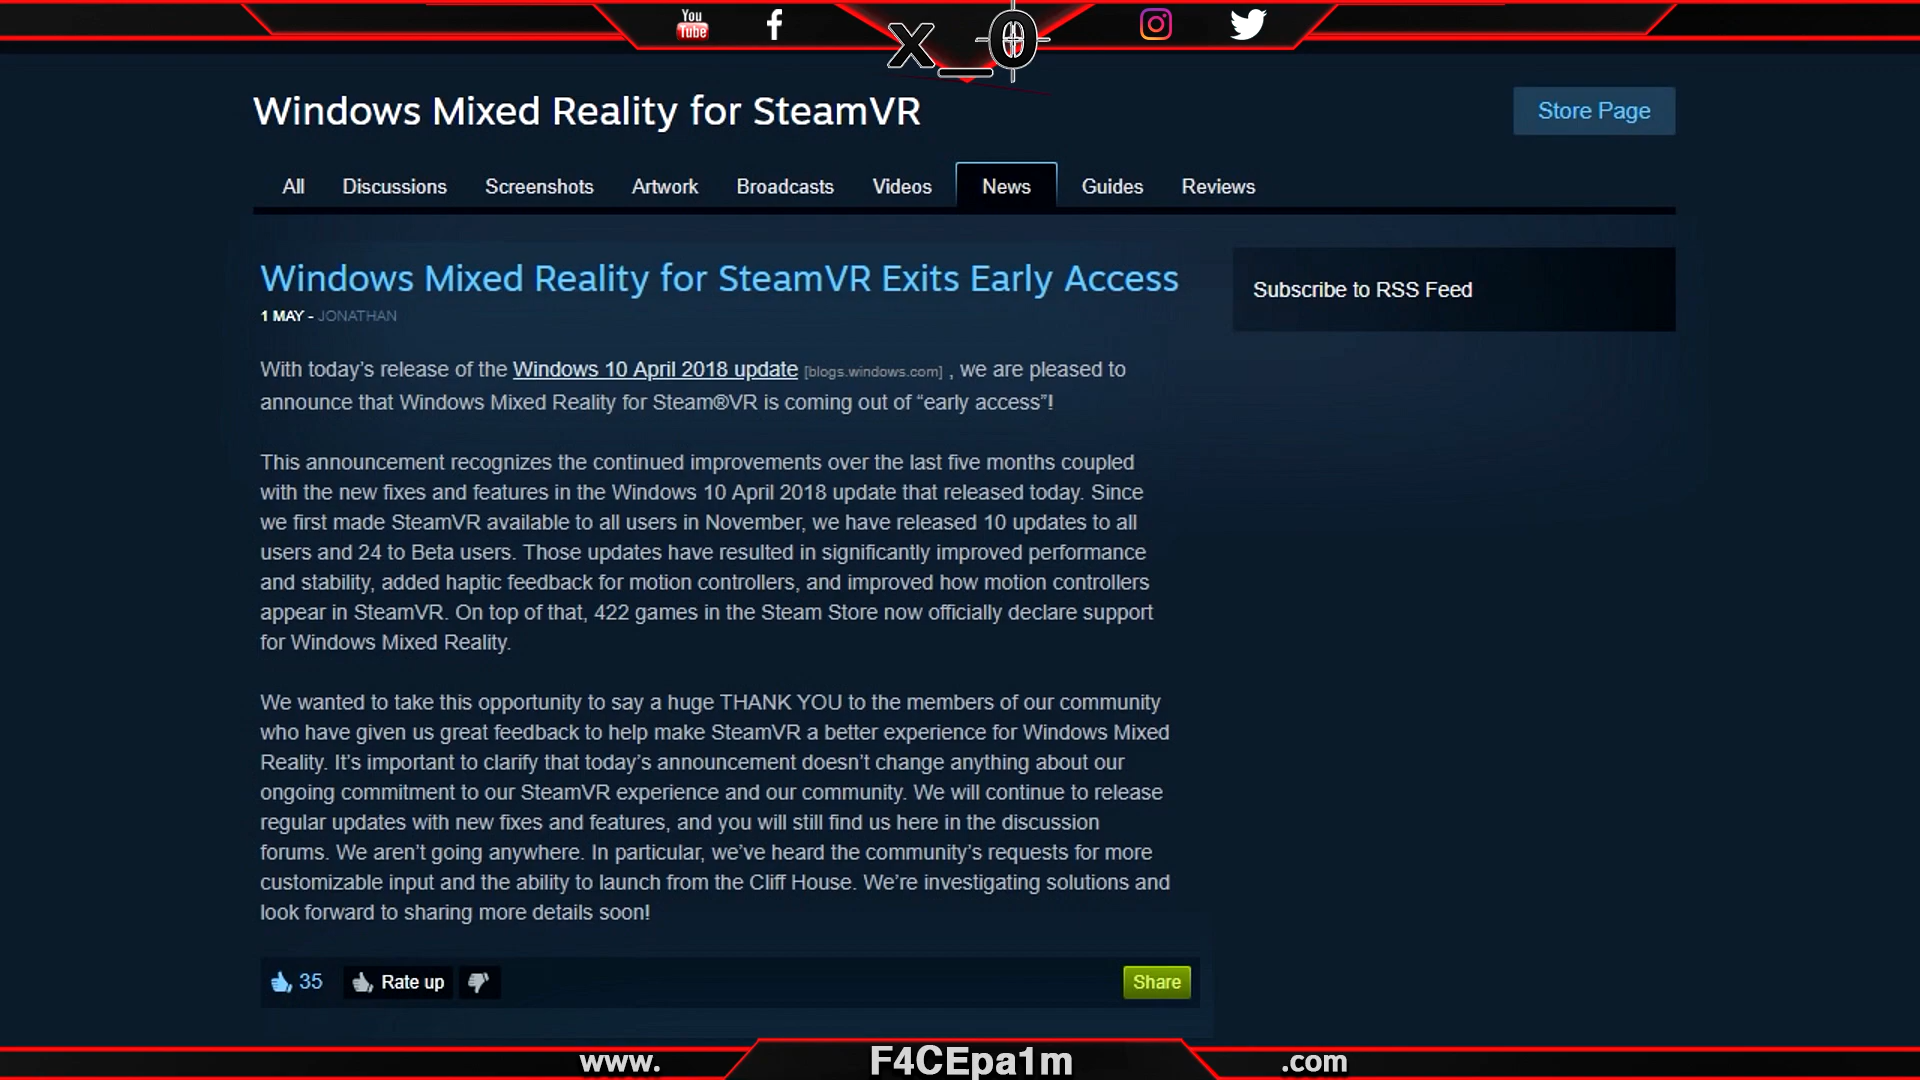 You
Tube
x_0
Windows Mixed Reality for SteamVR
Store Page
All Discussions Screenshots Artwork Broadcasts Videos News Guides Reviews
Windows Mixed Reality for SteamVR Exits Early Access
1 MAY - JONATHAN
Subscribe to RSS Feed
With today’s release of the Windows 10 April 2018 update [blogs.windows.com] , we are pleased to
announce that Windows Mixed Reality for Steam®VR is coming out of “early access”!
This announcement recognizes the continued improvements over the last five months coupled
with the new fixes and features in the Windows 10 April 2018 update that released today. Since
we first made SteamVR available to all users in November, we have released 10 updates to all
users and 24 to Beta users. Those updates have resulted in significantly improved performance
and stability, added haptic feedback for motion controllers, and improved how motion controllers
appear in SteamVR. On top of that, 422 games in the Steam Store now officially declare support
for Windows Mixed Reality.
We wanted to take this opportunity to say a huge THANK YOU to the members of our community
who have given us great feedback to help make SteamVR a better experience for Windows Mixed
Reality. It’s important to clarify that today’s announcement doesn’t change anything about our
ongoing commitment to our SteamVR experience and our community. We will continue to release
regular updates with new fixes and features, and you will still find us here in the discussion
forums. We aren’t going anywhere. In particular, we’ve heard the community’s requests for more
customizable input and the ability to launch from the Cliff House. We’re investigating solutions and
look forward to sharing more details soon!
35 Rate up Share
www. F4CEpa1m .com